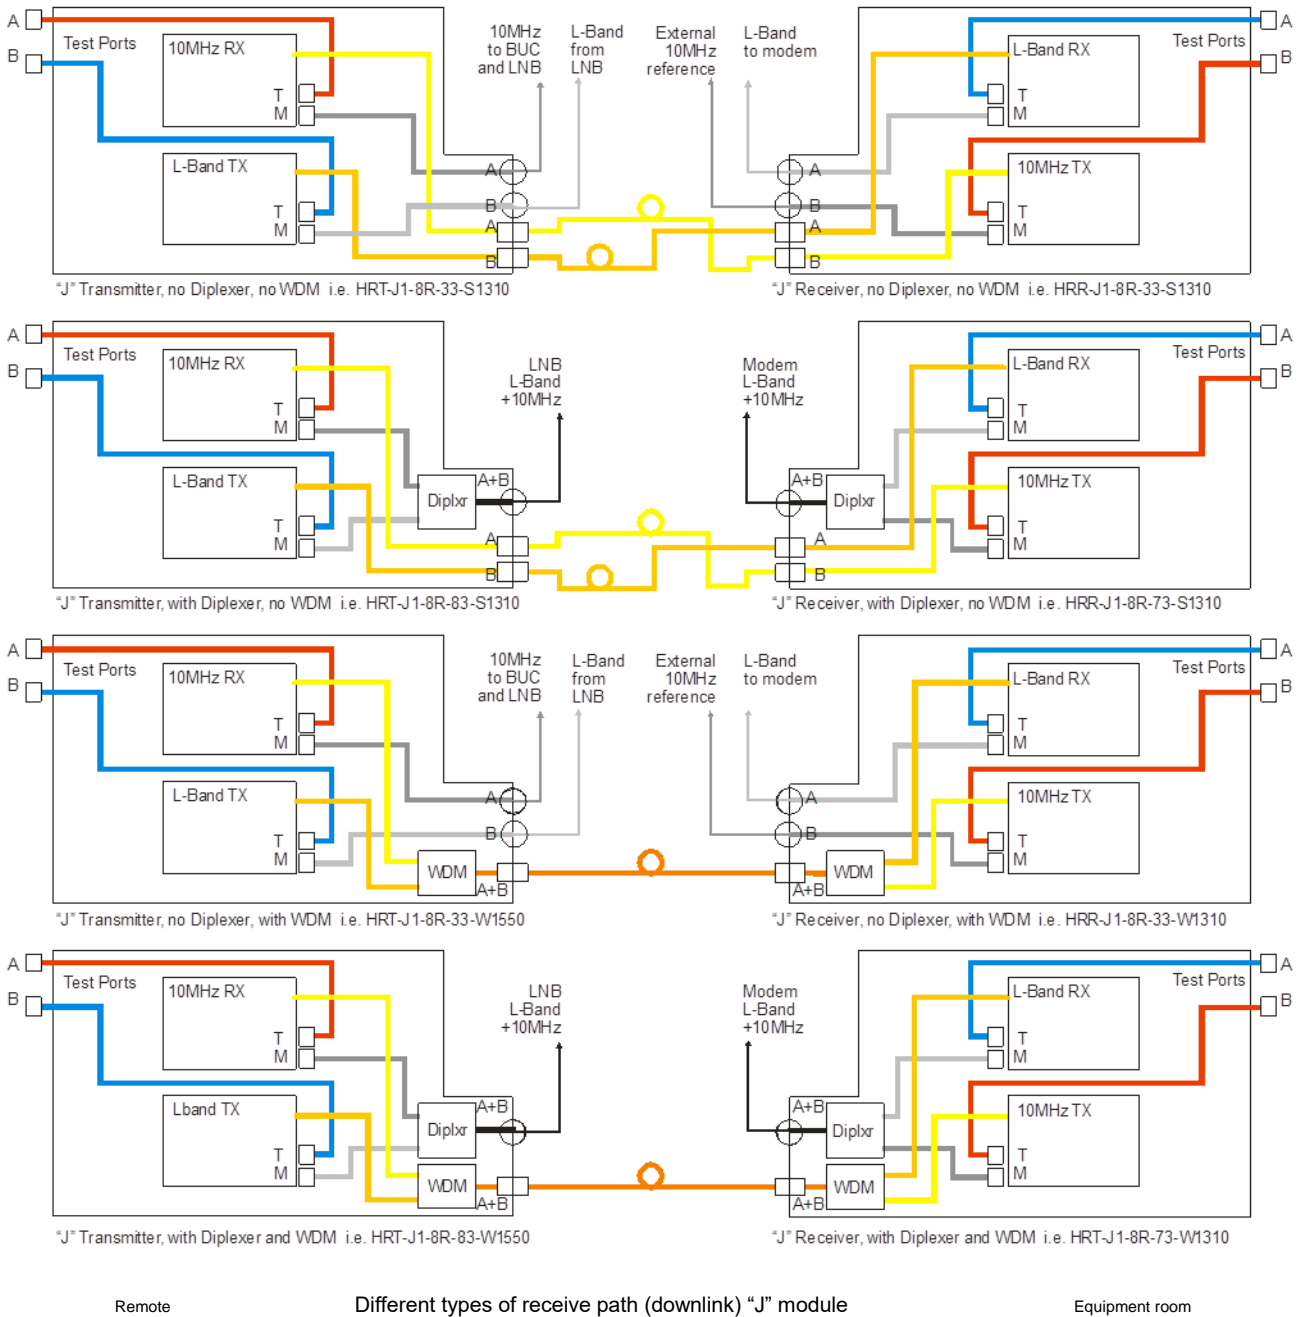 A
B
Test Ports
10MHz RX
T
M
L-Band TX
T
M
10MHz
to BUC
and LNB
L-Band
from
LNB
A
B
A
B
External
10MHz
reference
L-Band
to modem
A
B
A
B
L-Band RX
T
M
10MHz TX
T
M
Test Ports
A
B
“J” Transmitter, no Diplexer, no WDM i.e. HRT-J1-8R-33-S1310
“J” Receiver, no Diplexer, no WDM i.e. HRR-J1-8R-33-S1310
A
B
Test Ports
10MHz RX
T
M
L-Band TX
T
M
Diplxr
A+B
A
B
LNB
L-Band
+10MHz
Modem
L-Band
+10MHz
A+B
Diplxr
A
B
L-Band RX
T
M
10MHz TX
T
M
Test Ports
A
B
“J” Transmitter, with Diplexer, no WDM i.e. HRT-J1-8R-83-S1310
“J” Receiver, with Diplexer, no WDM i.e. HRR-J1-8R-73-S1310
A
B
Test Ports
10MHz RX
T
M
L-Band TX
T
M
10MHz
to BUC
and LNB
L-Band
from
LNB
A
B
WDM
A+B
External
10MHz
reference
L-Band
to modem
A
B
A+B
WDM
L-Band RX
T
M
10MHz TX
T
M
Test Ports
A
B
“J” Transmitter, no Diplexer, with WDM i.e. HRT-J1-8R-33-W1550
“J” Receiver, no Diplexer, with WDM i.e. HRR-J1-8R-33-W1310
A
B
Test Ports
10MHz RX
T
M
Lband TX
T
M
Diplxr
A+B
WDM
A+B
LNB
L-Band
+10MHz
Modem
L-Band
+10MHz
A+B
Diplxr
A+B
WDM
L-Band RX
T
M
10MHz TX
T
M
Test Ports
A
B
“J” Transmitter, with Diplexer and WDM i.e. HRT-J1-8R-83-W1550
“J” Receiver, with Diplexer and WDM i.e. HRT-J1-8R-73-W1310
Remote
Different types of receive path (downlink) “J” module
Equipment room